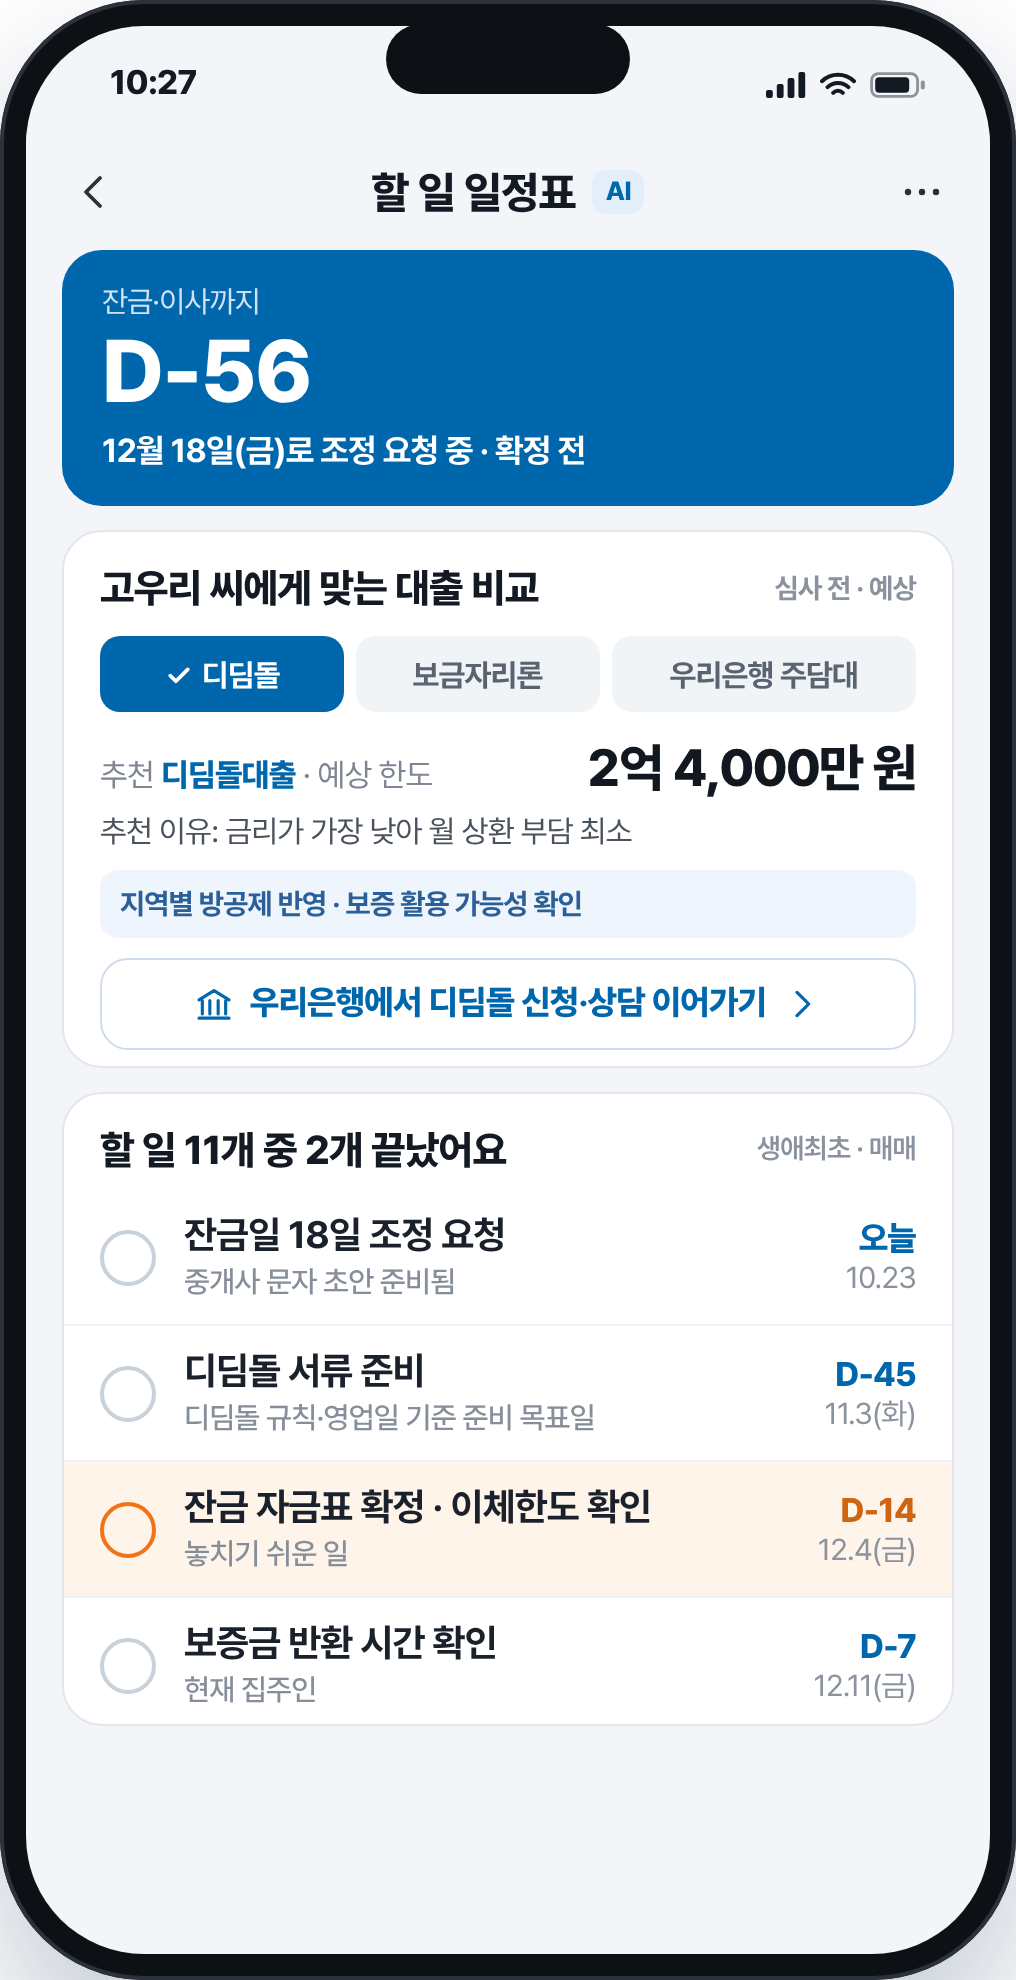 10:27
할 일 일정표 AI
잔금·이사까지
D-56
12월 18일(금)로 조정 요청 중 · 확정 전
고우리 씨에게 맞는 대출 비교 심사 전 · 예상
디딤돌 보금자리론 우리은행 주담대
추천 디딤돌대출 · 예상 한도 2억 4,000만 원
추천 이유: 금리가 가장 낮아 월 상환 부담 최소
지역별 방공제 반영 · 보증 활용 가능성 확인
우리은행에서 디딤돌 신청·상담 이어가기
할 일 11개 중 2개 끝났어요 생애최초 · 매매
잔금일 18일 조정 요청 오늘
중개사 문자 초안 준비됨 10.23
디딤돌 서류 준비 D-45
디딤돌 규칙·영업일 기준 준비 목표일 11.3(화)
잔금 자금표 확정 · 이체한도 확인 D-14
놓치기 쉬운 일 12.4(금)
보증금 반환 시간 확인 D-7
현재 집주인 12.11(금)